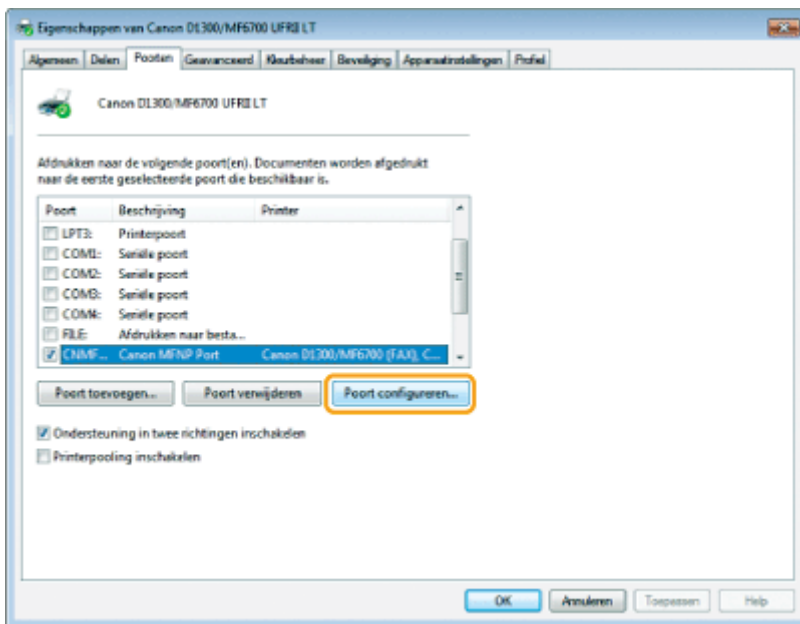 Eigenschappen van Canon D1300/MF6700 UFRII LT
Algemeen Delen Poorten Geavanceerd Kleurbeheer Beveiliging Apparaatinstellingen Profiel
Canon D1300/MF6700 UFRII LT
Afdrukken naar de volgende poort(en). Documenten worden afgedrukt
naar de eerste geselecteerde poort die beschikbaar is.
Poort Beschrijving Printer
LPT3: Printerpoort
COM1: Seriële poort
COM2: Seriële poort
COM3: Seriële poort
COM4: Seriële poort
FILE: Afdrukken naar besta...
CNMF... Canon MFNP Port Canon D1300/MF6700 (FAX), C...
Poort toevoegen... Poort verwijderen Poort configureren...
Ondersteuning in twee richtingen inschakelen
Printerpooling inschakelen
OK Annuleren Toepassen Help